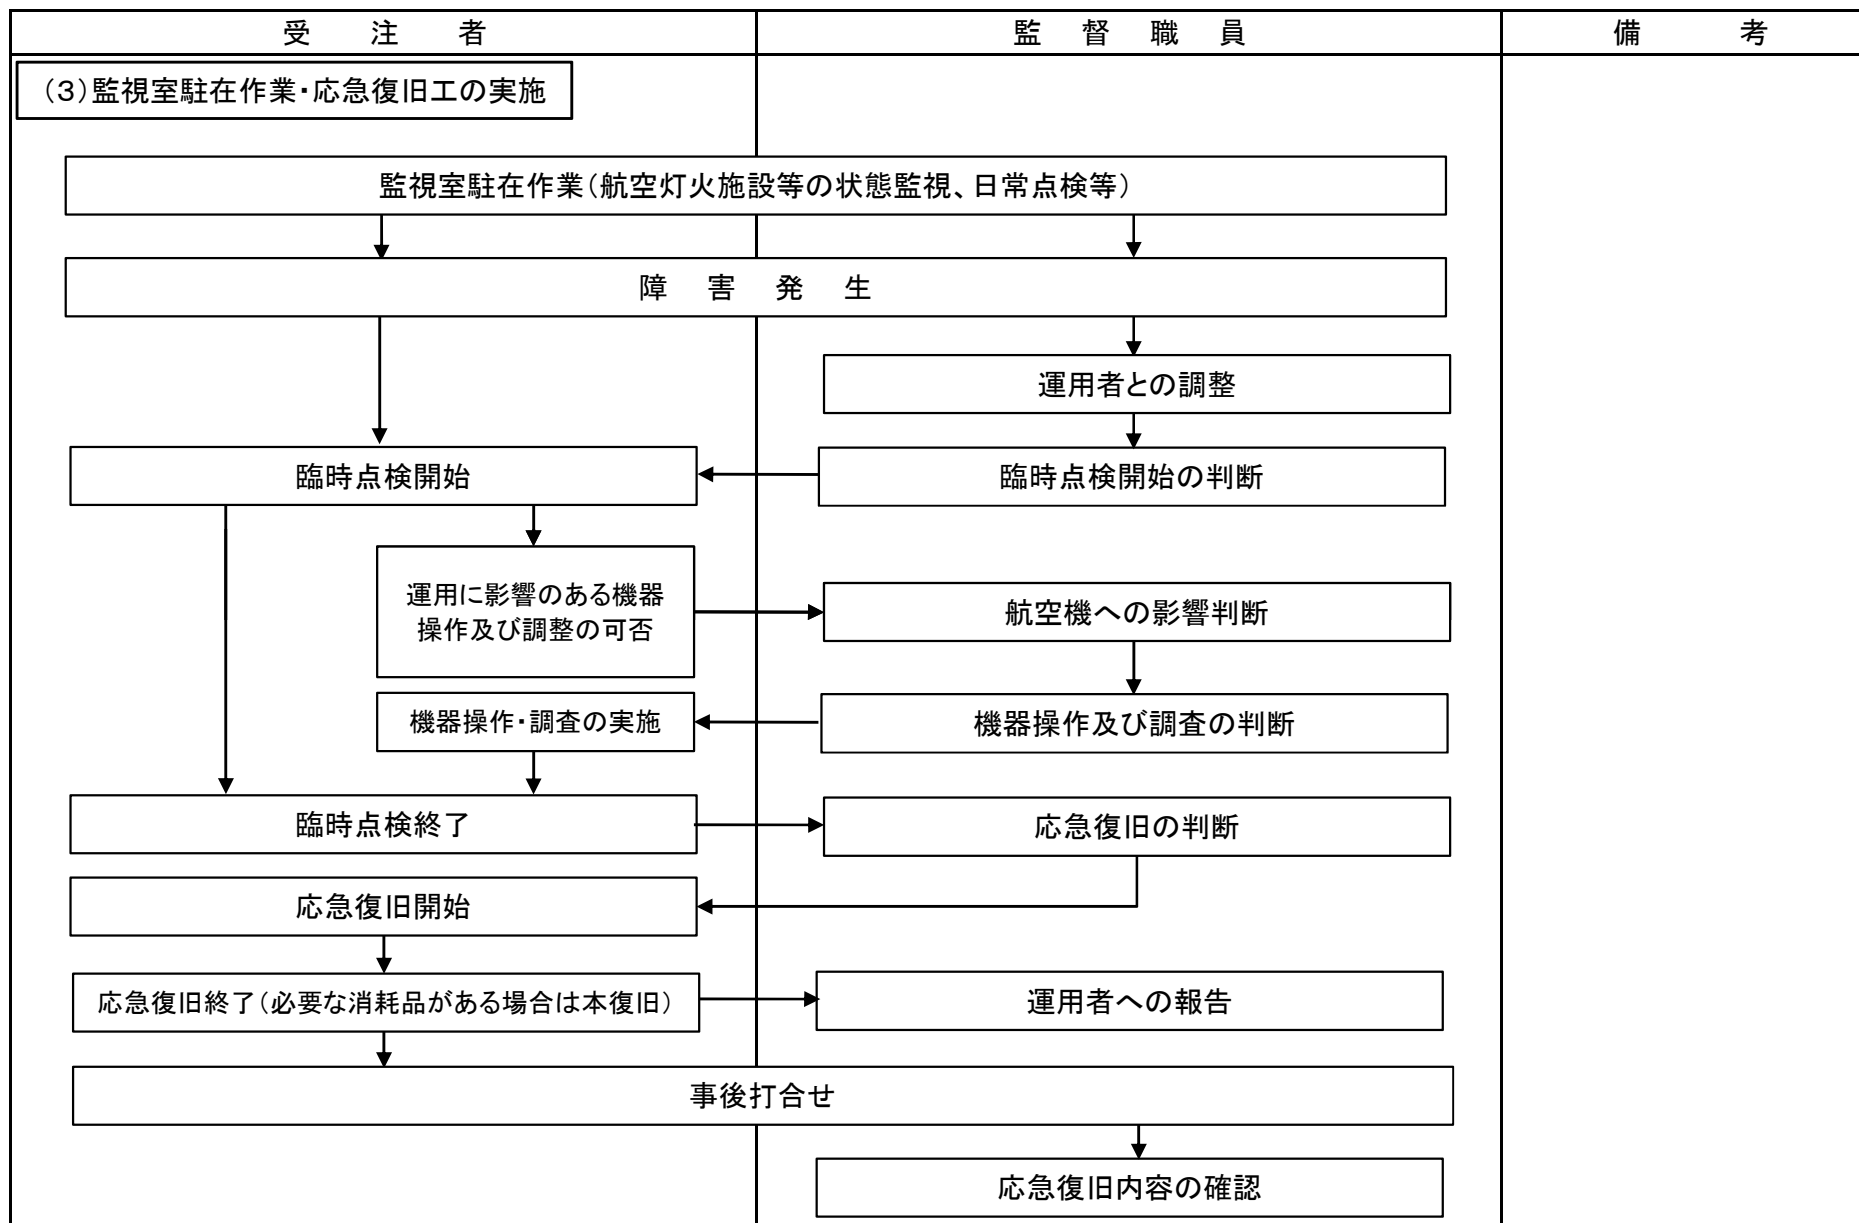 受注者 監督職員 備考
(3)監視室駐在作業・応急復旧工の実施
監視室駐在作業(航空灯火施設等の状態監視、日常点検等)
障害発生
運用者との調整
臨時点検開始
臨時点検開始の判断
運用に影響のある機器
操作及び調整の可否
航空機への影響判断
機器操作・調査の実施
機器操作及び調査の判断
臨時点検終了
応急復旧の判断
応急復旧開始
応急復旧終了(必要な消耗品がある場合は本復旧)
運用者への報告
事後打合せ
応急復旧内容の確認